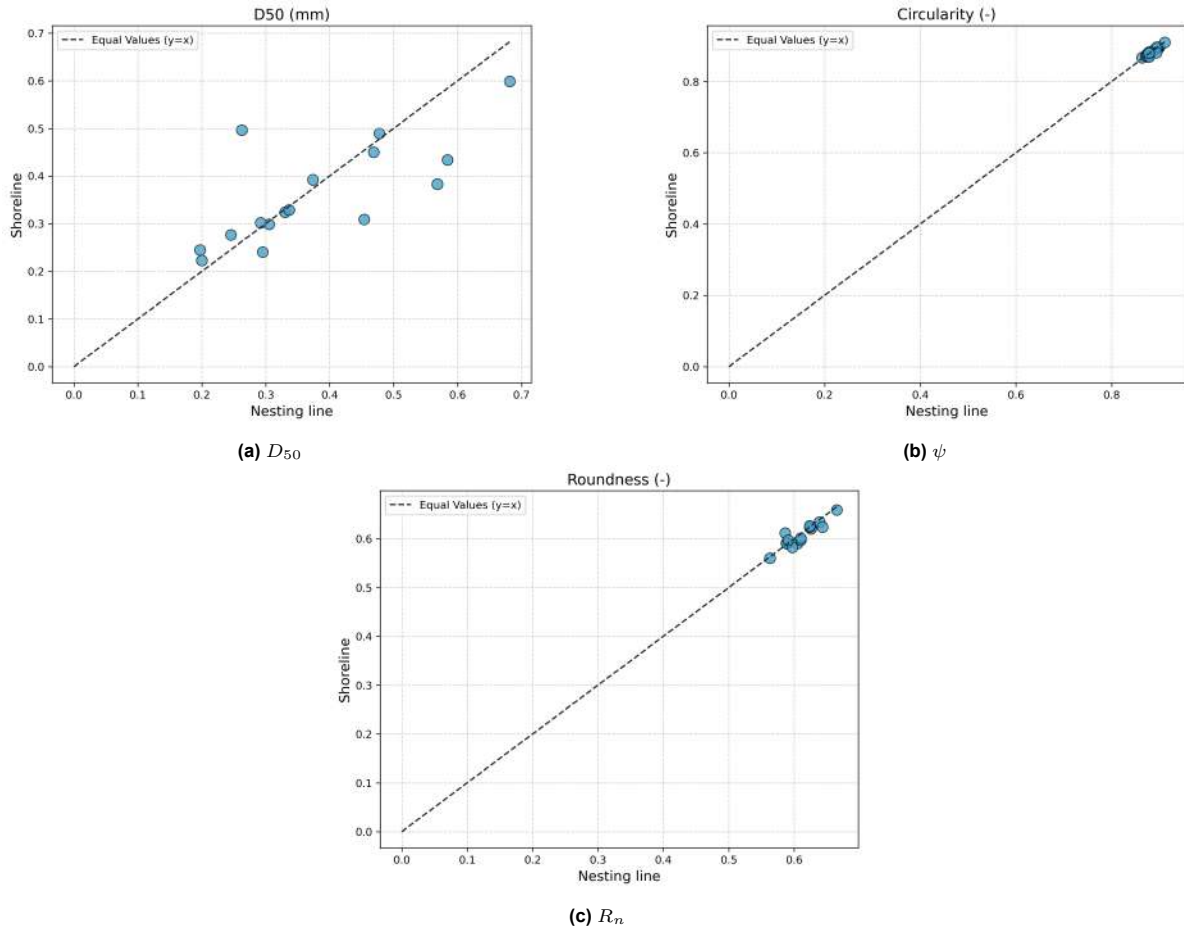 D50 (mm)
Equal Values (y=x)
0.7
0.6
0.5
0.4
0.3
0.2
0.1
0.0
Shoreline
0.0 0.1 0.2 0.3 0.4 0.5 0.6 0.7
Nesting line
(a) D₅₀
Circularity (-)
Equal Values (y=x)
0.8
0.6
0.4
0.2
0.0
Shoreline
0.0 0.2 0.4 0.6 0.8
Nesting line
(b) ψ
Roundness (-)
Equal Values (y=x)
0.6
0.5
0.4
0.3
0.2
0.1
0.0
Shoreline
0.0 0.1 0.2 0.3 0.4 0.5 0.6
Nesting line
(c) Rₙ